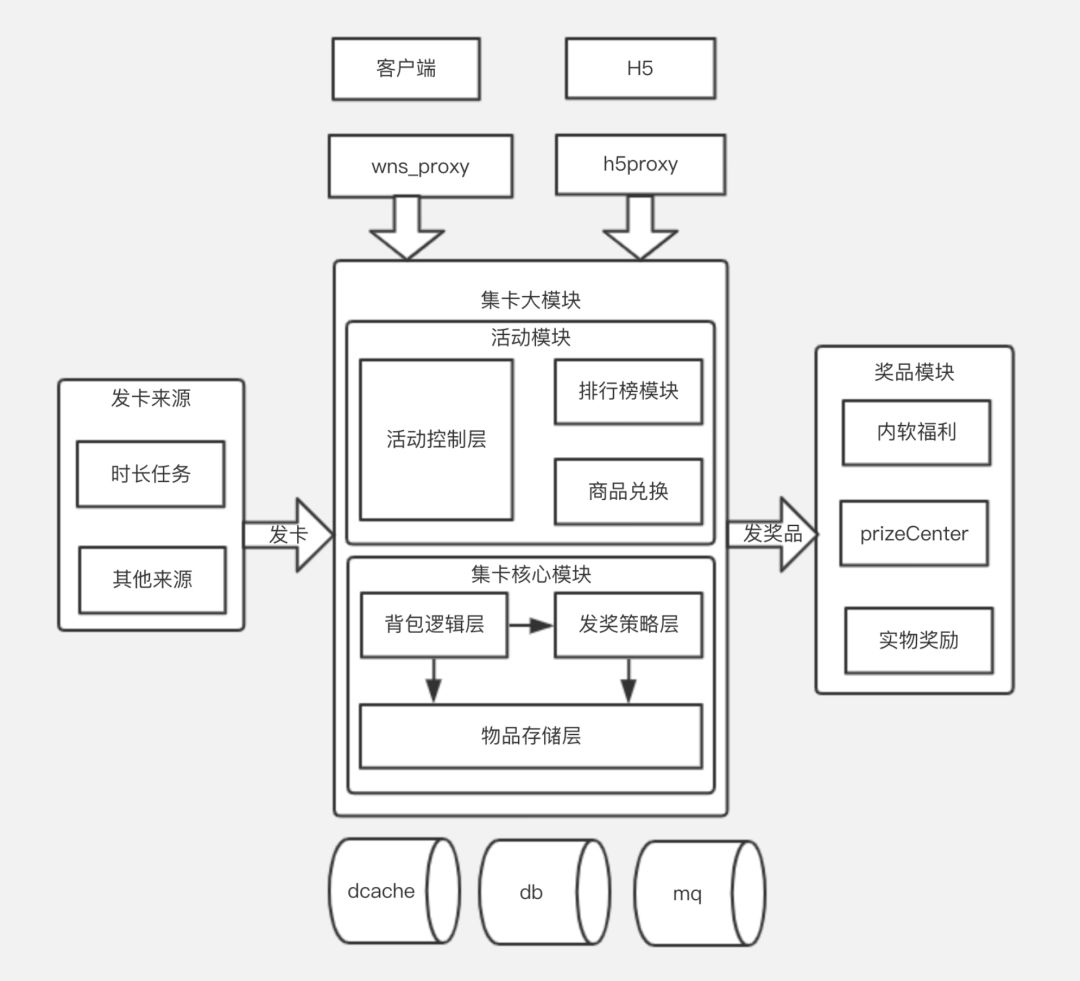 客户端
H5
wns_proxy
h5proxy
集卡大模块
活动模块
活动控制层
排行榜模块
商品兑换
发卡来源
时长任务
其他来源
发卡
集卡核心模块
背包逻辑层
发奖策略层
物品存储层
发奖品
奖品模块
内软福利
prizeCenter
实物奖励
dcache
db
mq